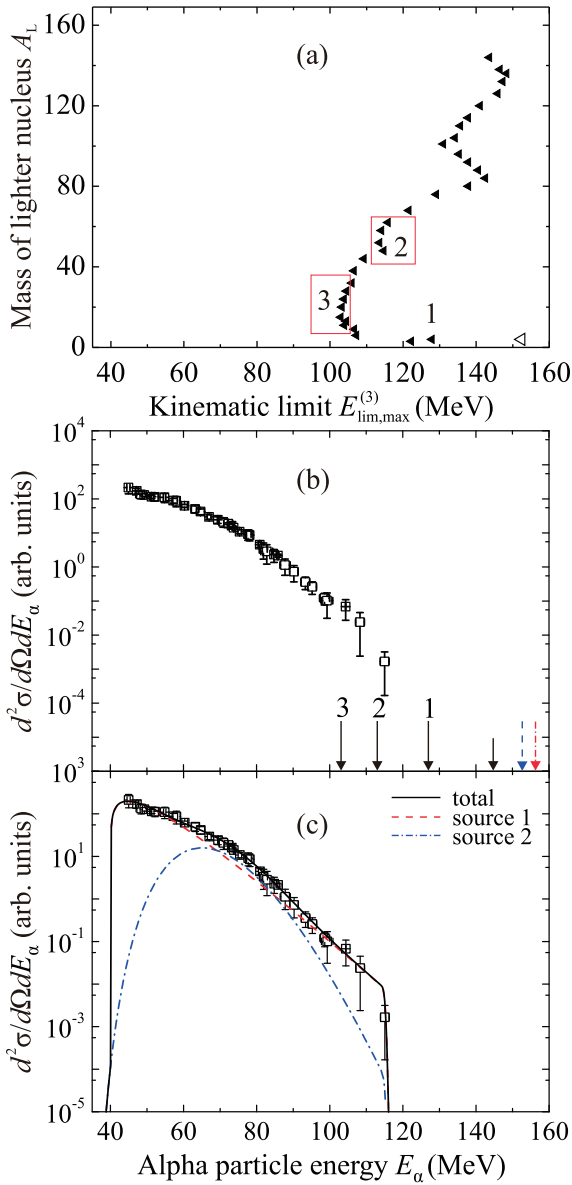 160
(a)
120
80
40
0
Mass of lighter nucleus A_L
1
2
3
40 60 80 100 120 140 160
Kinematic limit E^{(3)}_{lim,max} (MeV)
10^4
(b)
10^2
10^0
10^{-2}
10^{-4}
d^2σ/dΩdE_α (arb. units)
3 2 1
10^3
total
source 1
source 2
(c)
10^1
10^{-1}
10^{-3}
10^{-5}
d^2σ/dΩdE_α (arb. units)
40 60 80 100 120 140 160
Alpha particle energy E_α (MeV)